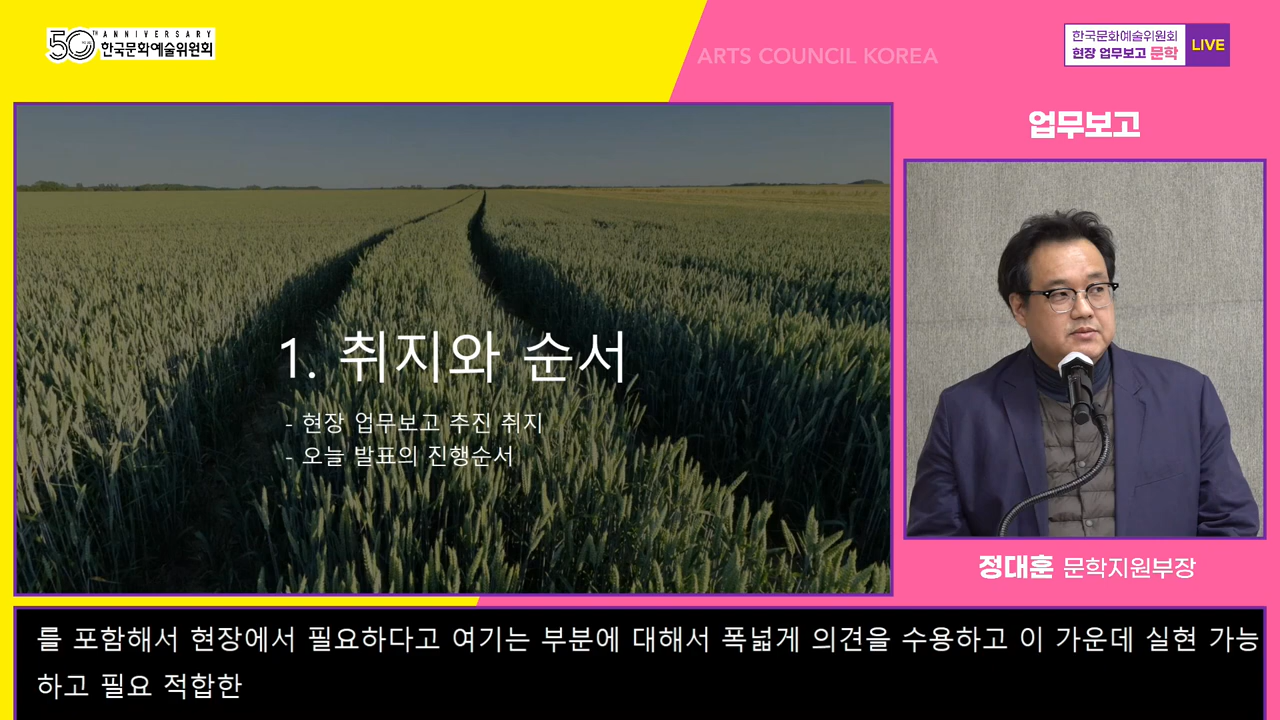 50TH ANNIVERSARY
한국문화예술위원회
ARTS COUNCIL KOREA
한국문화예술위원회
현장 업무보고 문학
LIVE
업무보고
1. 취지와 순서
- 현장 업무보고 추진 취지
- 오늘 발표의 진행순서
정대훈 문학지원부장
를 포함해서 현장에서 필요하다고 여기는 부분에 대해서 폭넓게 의견을 수용하고 이 가운데 실현 가능
하고 필요 적합한